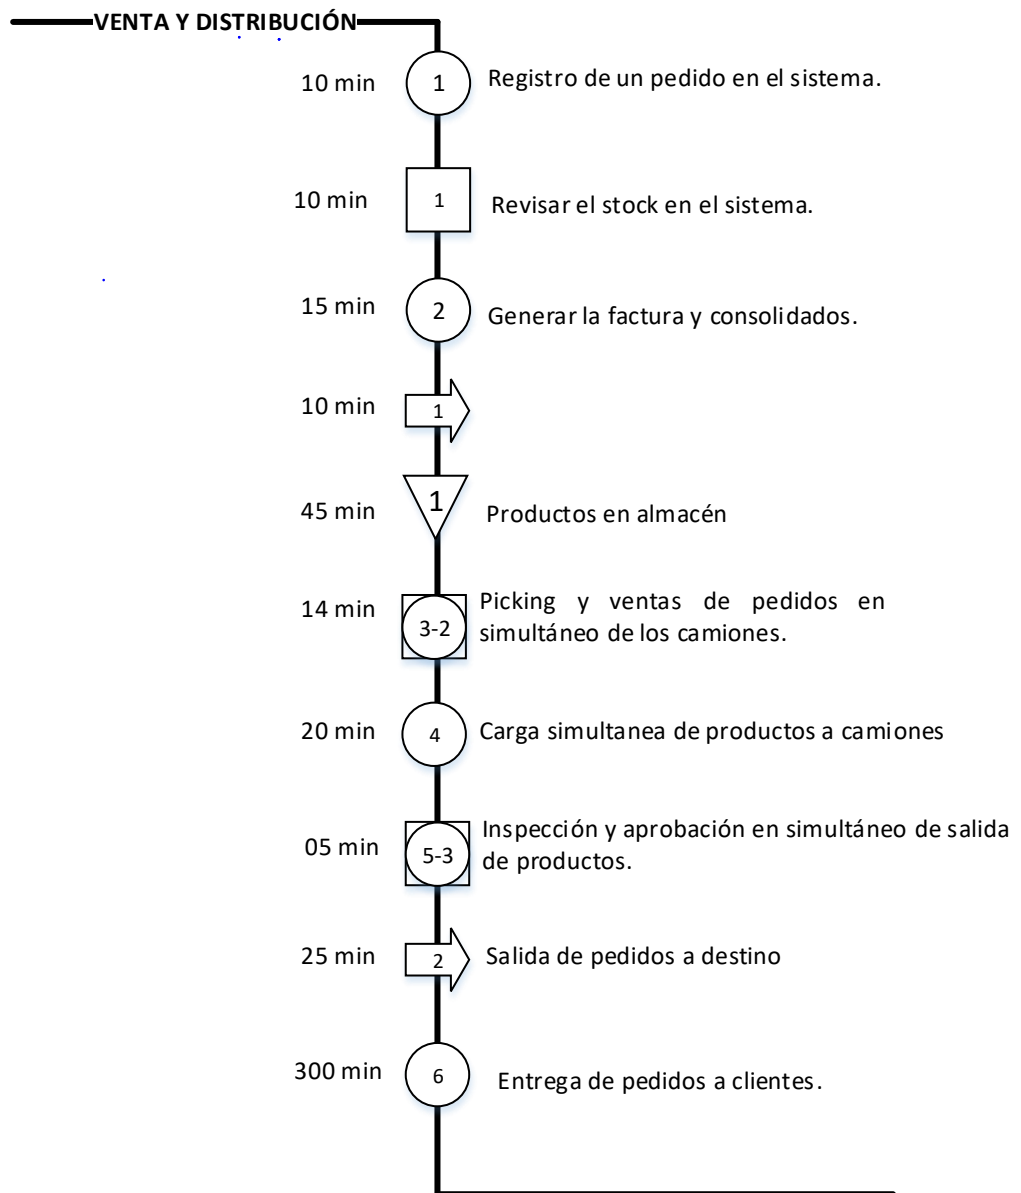 VENTA Y DISTRIBUCIÓN
10 min 1 Registro de un pedido en el sistema.
10 min 1 Revisar el stock en el sistema.
15 min 2 Generar la factura y consolidados.
10 min 1
45 min 1 Productos en almacén
14 min 3-2 Picking y ventas de pedidos en
simultáneo de los camiones.
20 min 4 Carga simultanea de productos a camiones
05 min 5-3 Inspección y aprobación en simultáneo de salida
de productos.
25 min 2 Salida de pedidos a destino
300 min 6 Entrega de pedidos a clientes.